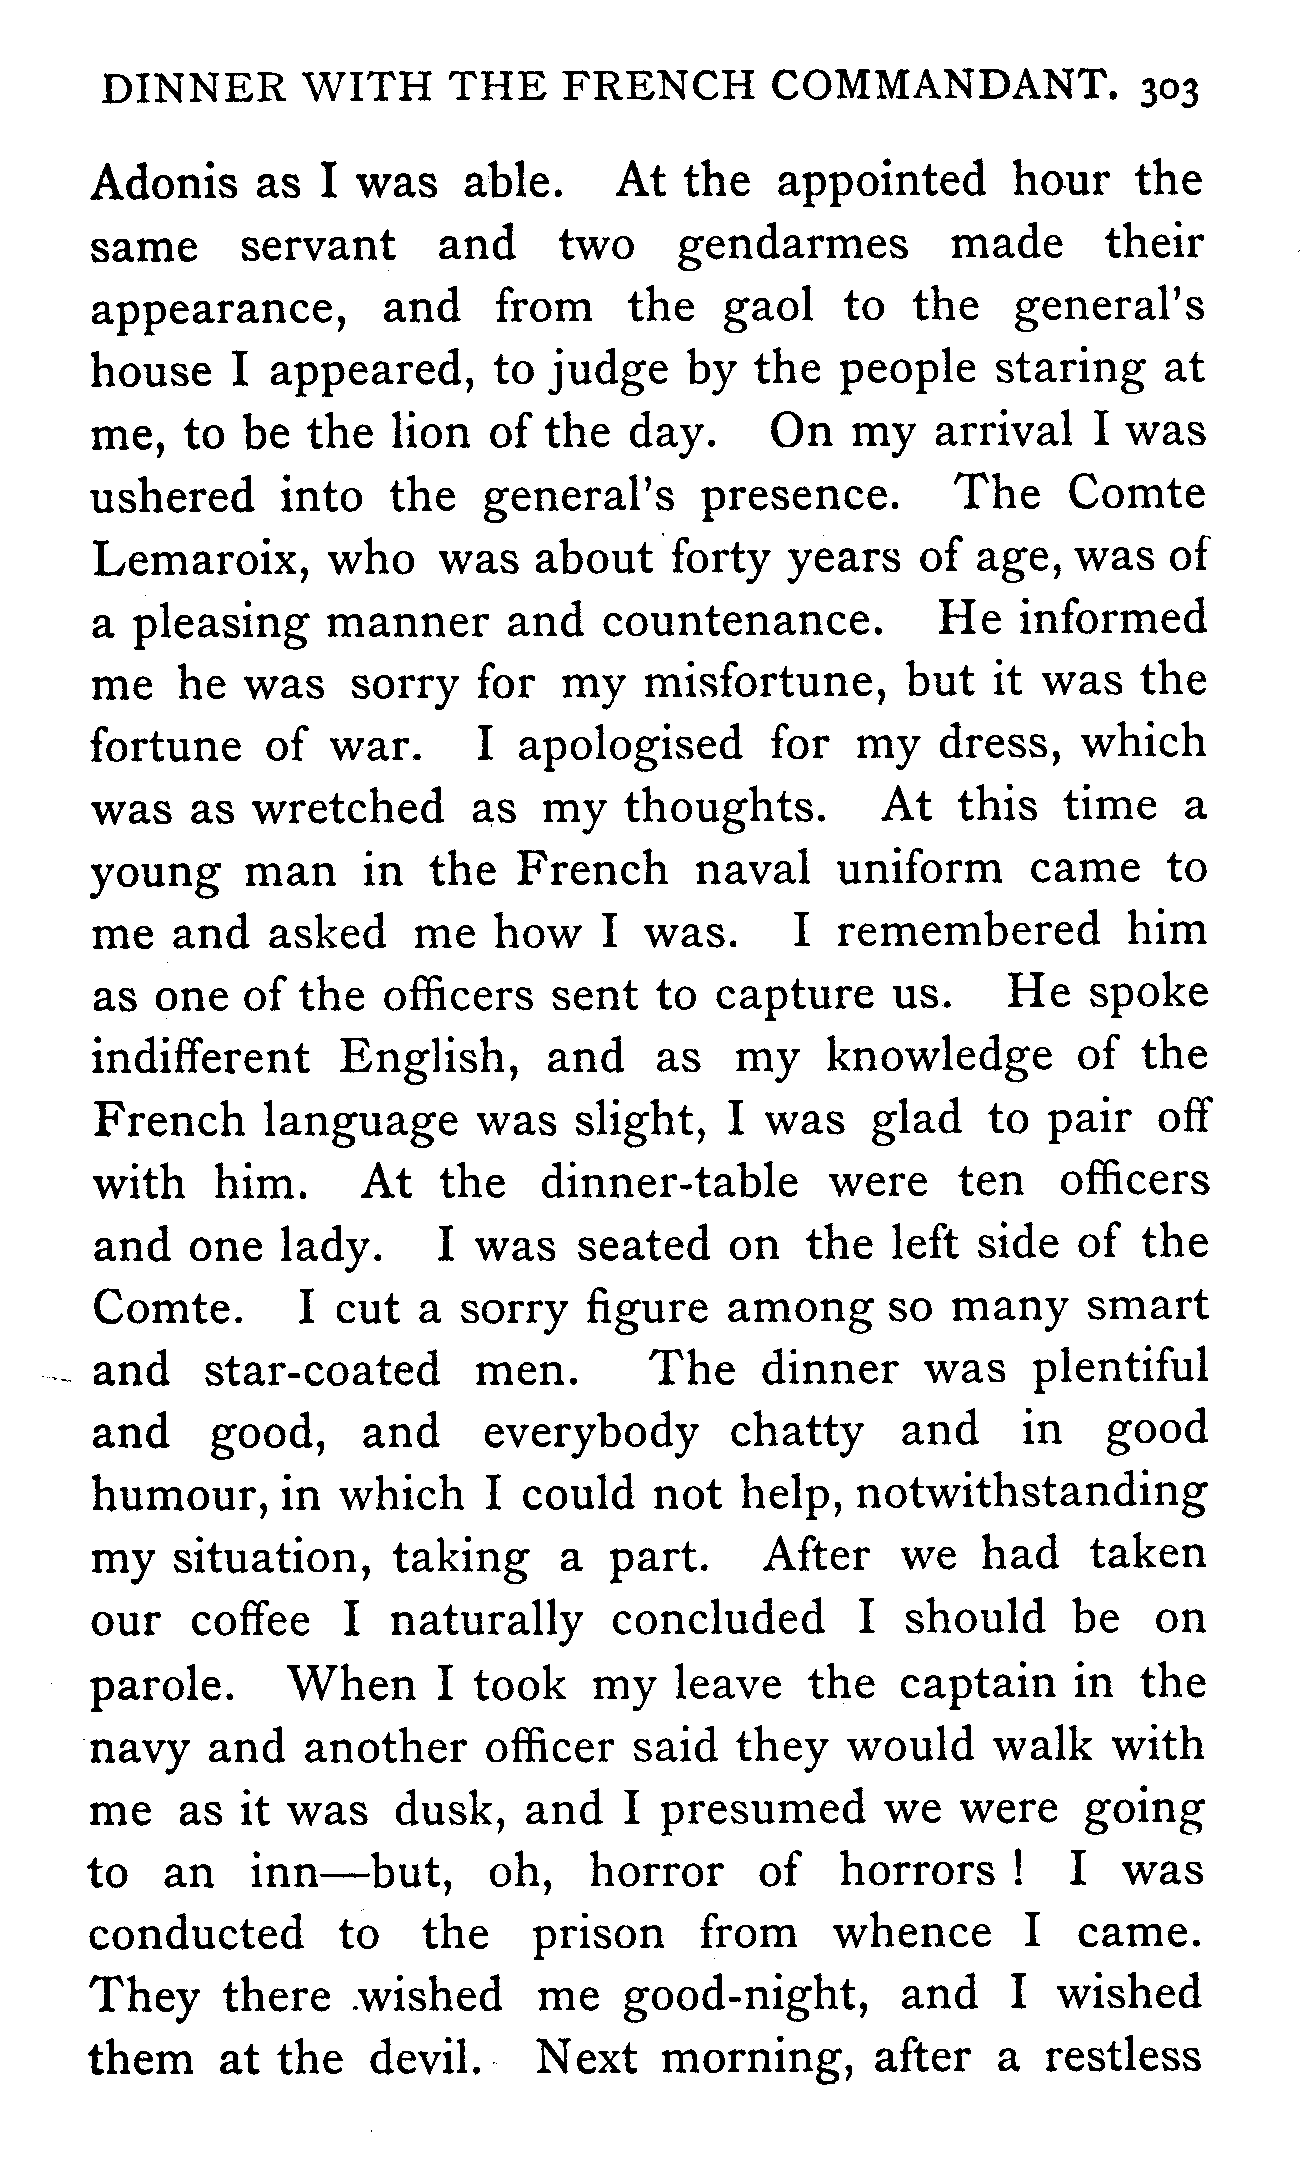 DINNER WITH THE FRENCH COMMANDANT. 303
Adonis as I was able. At the appointed hour the
same servant and two gendarmes made their
appearance, and from the gaol to the general's
house I appeared, to judge by the people staring at
me, to be the lion of the day. On my arrival I was
ushered into the general's presence. The Comte
Lemaroix, who was about forty years of age, was of
a pleasing manner and countenance. He informed
me he was sorry for my misfortune, but it was the
fortune of war. I apologised for my dress, which
was as wretched as my thoughts. At this time a
young man in the French naval uniform came to
me and asked me how I was. I remembered him
as one of the officers sent to capture us. He spoke
indifferent English, and as my knowledge of the
French language was slight, I was glad to pair off
with him. At the dinner-table were ten officers
and one lady. I was seated on the left side of the
Comte. I cut a sorry figure among so many smart
and star-coated men. The dinner was plentiful
and good, and everybody chatty and in good
humour, in which I could not help, notwithstanding
my situation, taking a part. After we had taken
our coffee I naturally concluded I should be on
parole. When I took my leave the captain in the
navy and another officer said they would walk with
me as it was dusk, and I presumed we were going
to an inn—but, oh, horror of horrors ! I was
conducted to the prison from whence I came.
They there wished me good-night, and I wished
them at the devil. Next morning, after a restless